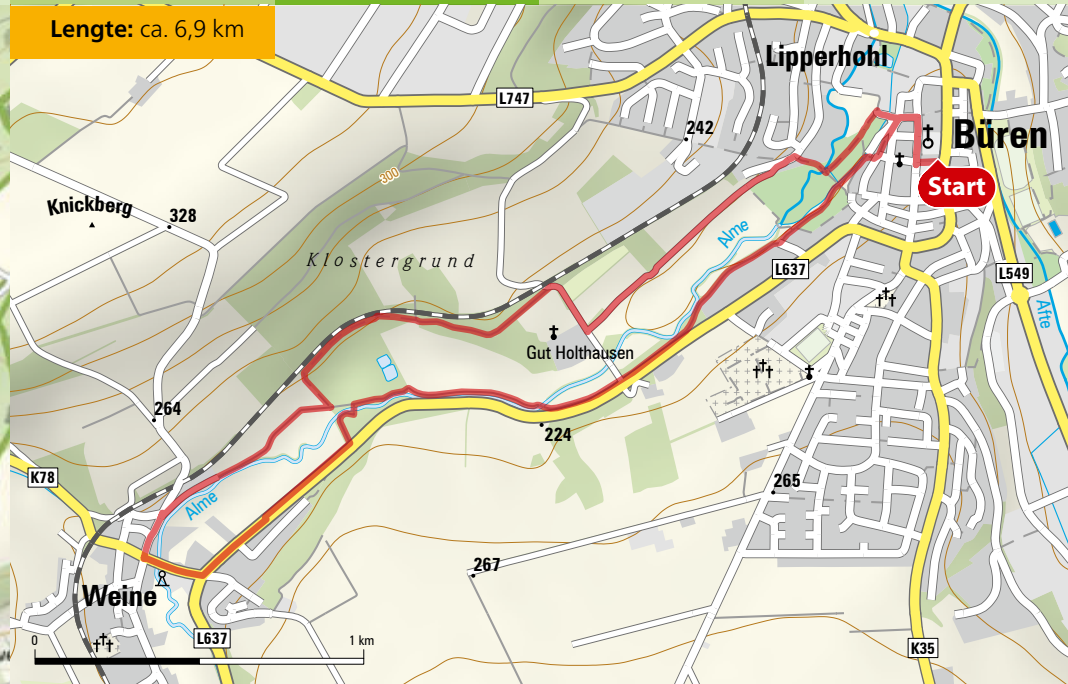 Lengte: ca. 6,9 km
Lipperhohl
L747
242
Büren
Start
300
Knickberg
328
Klostergrund
Alme
L637
L549
Afte
Gut Holthausen
264
224
K78
265
Alme
267
Weine
L637
K35
0
1 km